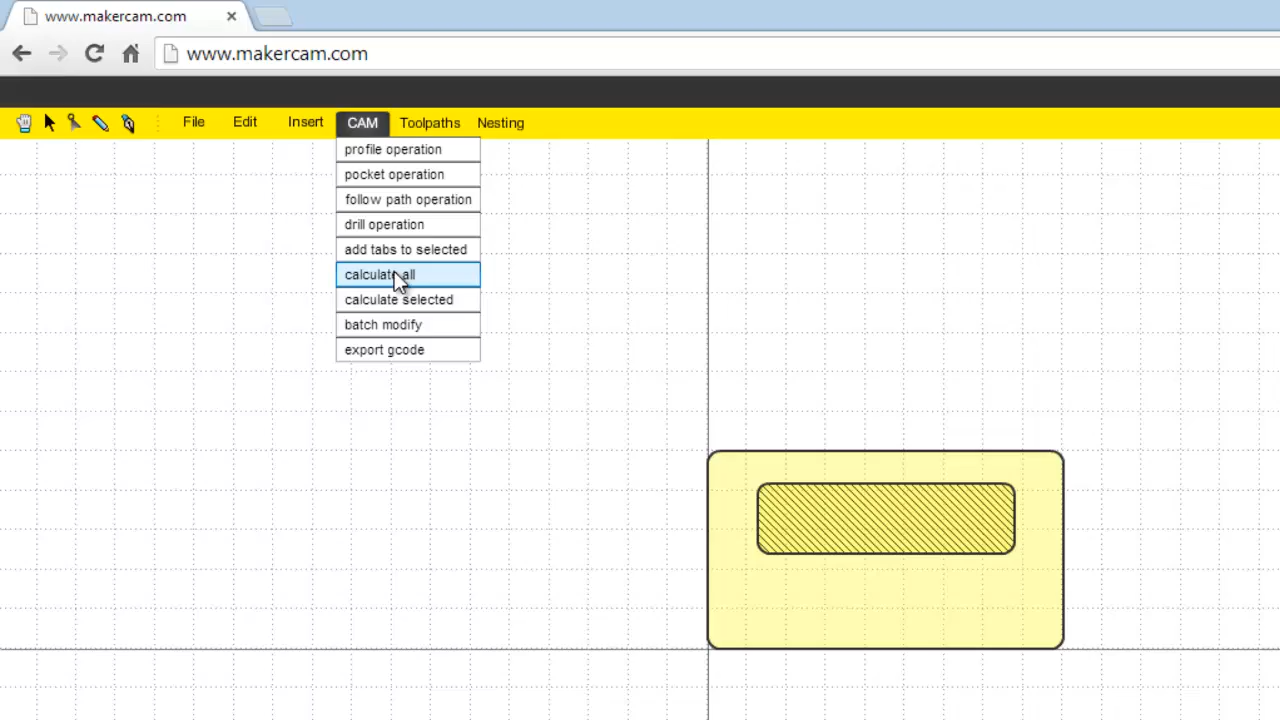 www.makercam.com
www.makercam.com
File Edit Insert CAM Toolpaths Nesting
profile operation
pocket operation
follow path operation
drill operation
add tabs to selected
calculate all
calculate selected
batch modify
export gcode